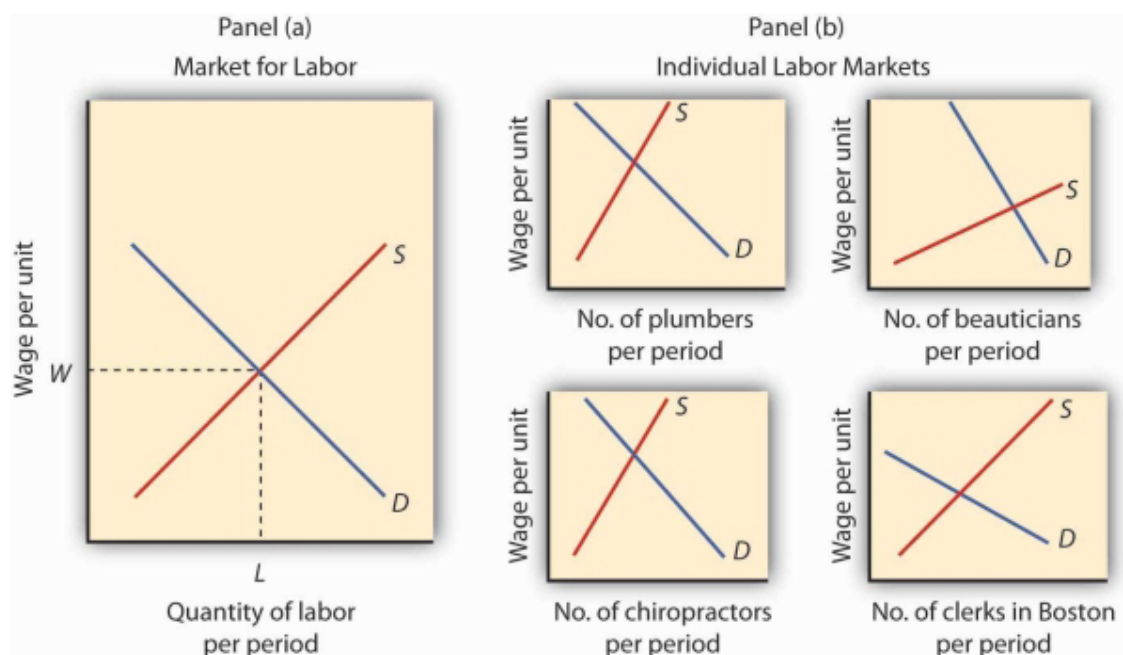 Panel (a)
Market for Labor
Wage per unit
W
S
D
L
Quantity of labor
per period
Panel (b)
Individual Labor Markets
Wage per unit
S
D
No. of plumbers
per period
Wage per unit
S
D
No. of beauticians
per period
Wage per unit
S
D
No. of chiropractors
per period
Wage per unit
S
D
No. of clerks in Boston
per period